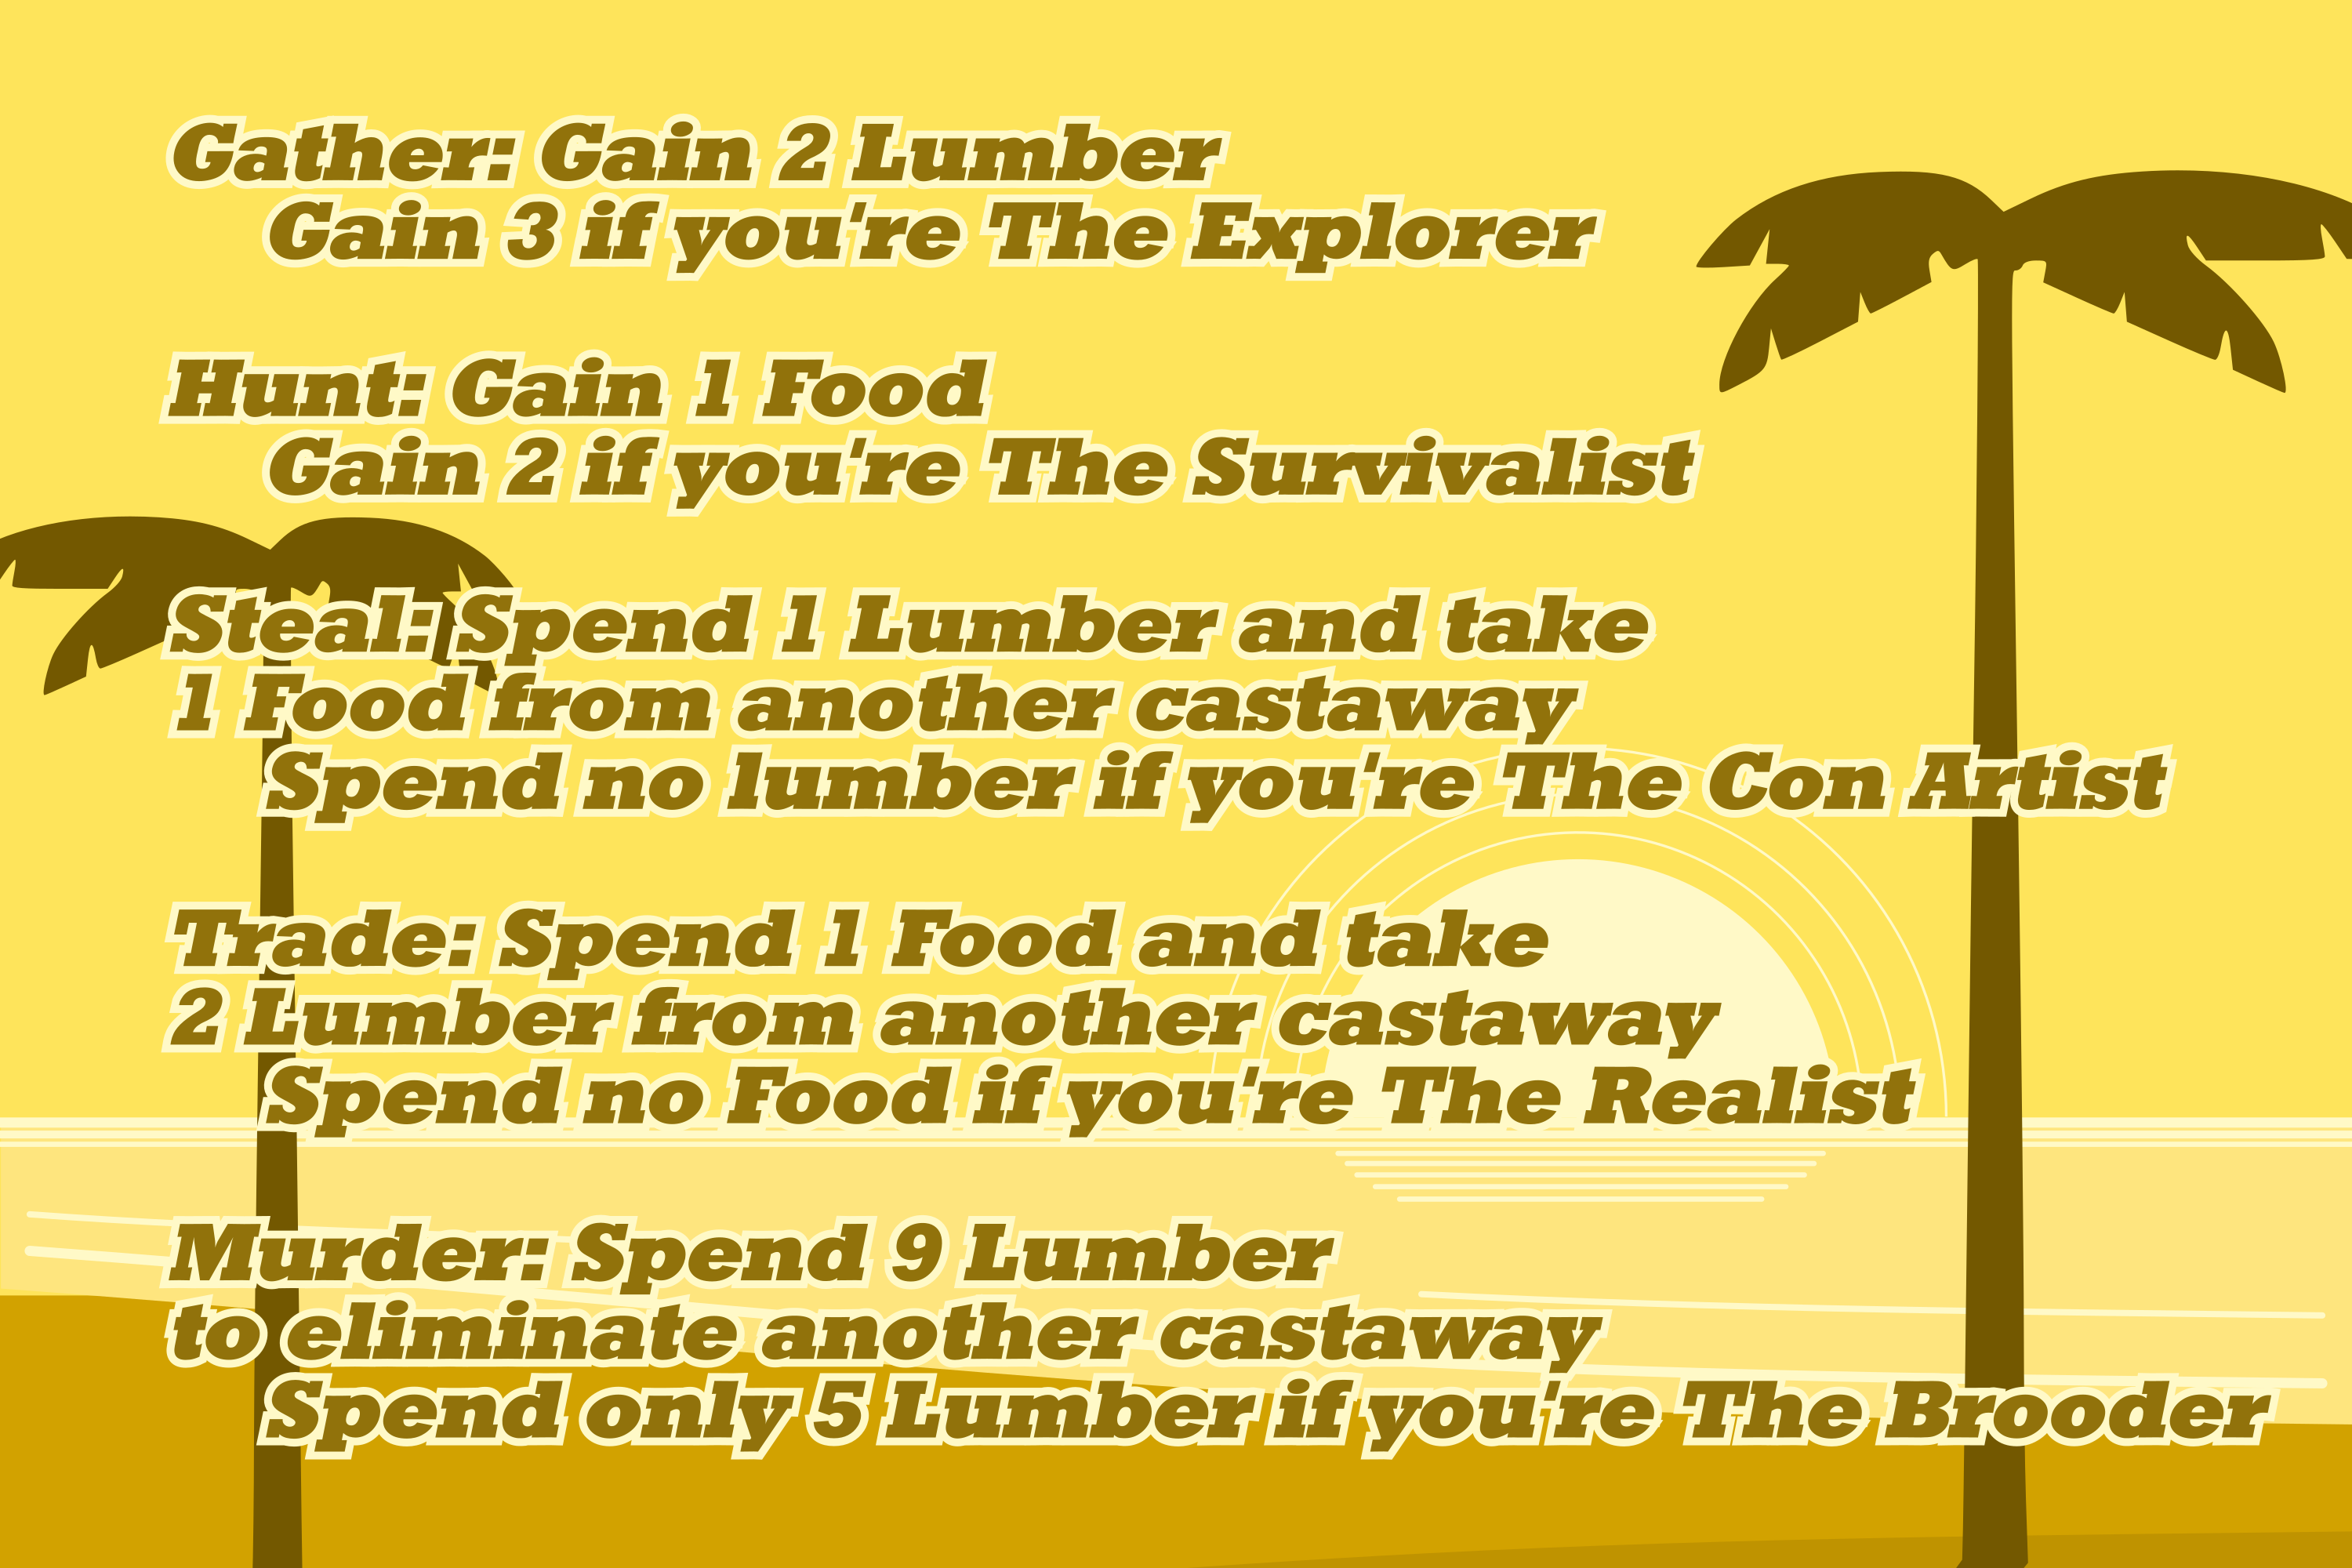 Gather: Gain 2 Lumber
Gain 3 if you're The Explorer
Hunt: Gain 1 Food
Gain 2 if you're The Survivalist
Steal: Spend 1 Lumber and take
1 Food from another castaway
Spend no lumber if you're The Con Artist
Trade: Spend 1 Food and take
2 Lumber from another castaway
Spend no Food if you're The Realist
Murder: Spend 9 Lumber
to eliminate another castaway
Spend only 5 Lumber if you're The Brooder